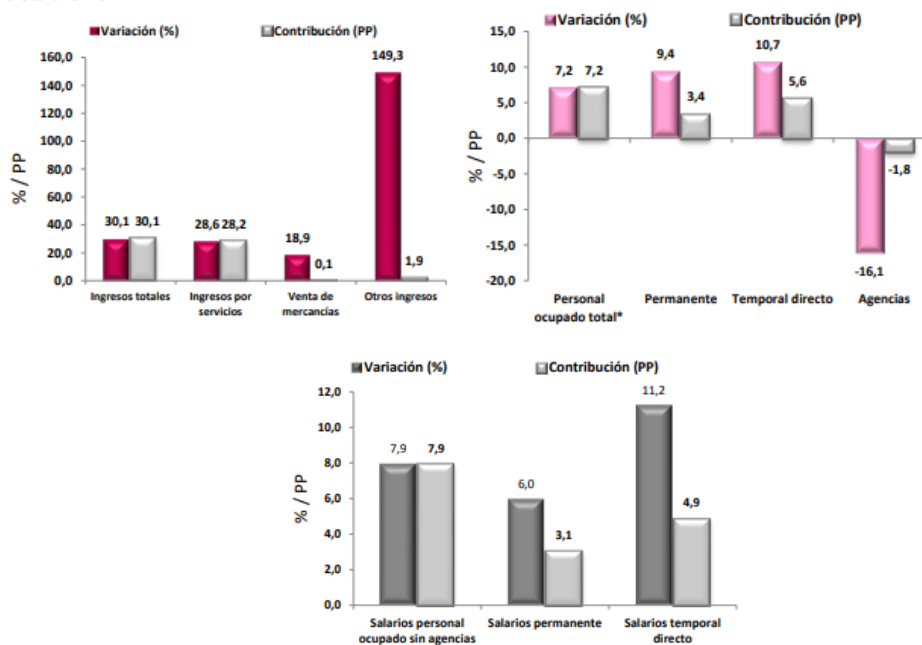 Variación (%)
Contribución (PP)
% / PP
160,0
140,0
120,0
100,0
80,0
60,0
40,0
20,0
0,0
30,1
30,1
28,6
28,2
18,9
0,1
149,3
1,9
Ingresos totales
Ingresos por
servicios
Venta de
mercancías
Otros ingresos
Variación (%)
Contribución (PP)
% / PP
15,0
10,0
5,0
0,0
-5,0
-10,0
-15,0
-20,0
7,2
7,2
9,4
3,4
10,7
5,6
-16,1
-1,8
Personal
ocupado total*
Permanente
Temporal directo
Agencias
Variación (%)
Contribución (PP)
% / PP
12,0
10,0
8,0
6,0
4,0
2,0
0,0
7,9
7,9
6,0
3,1
11,2
4,9
Salarios personal
ocupado sin agencias
Salarios permanente
Salarios temporal
directo